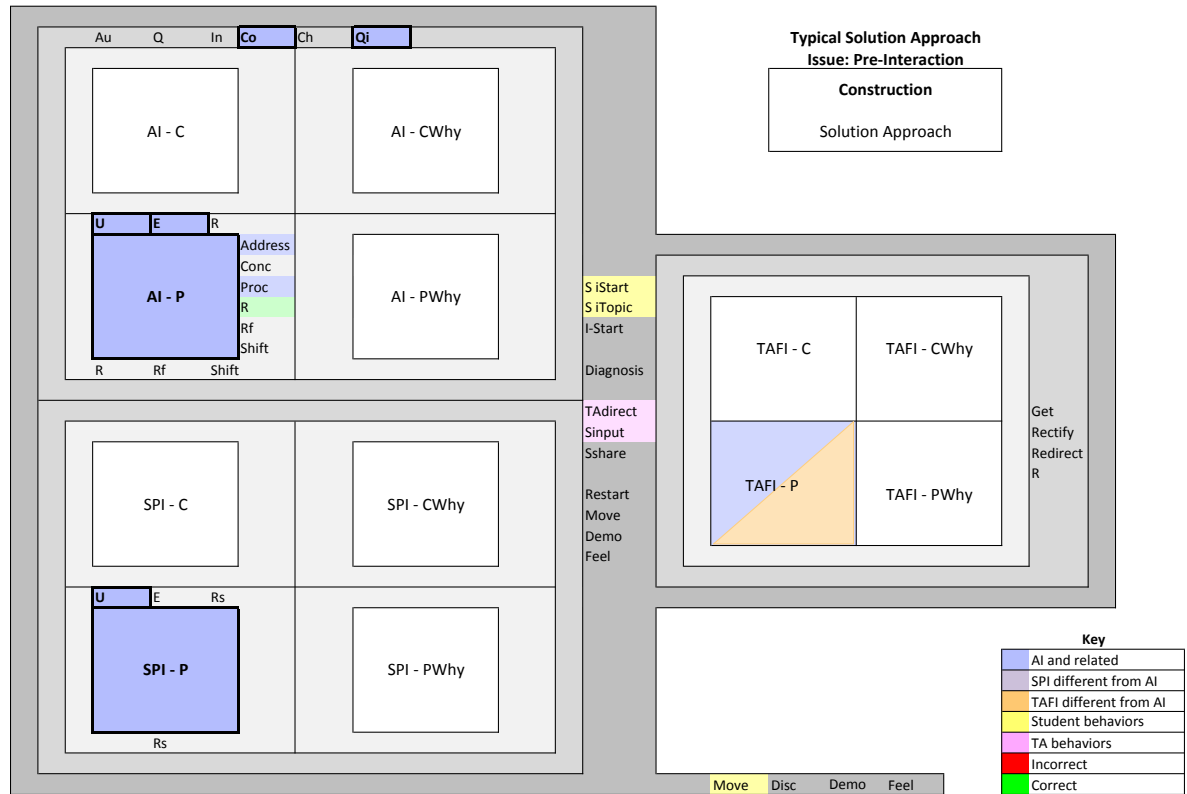 Au Q In Co Ch Qi
Typical Solution Approach
Issue: Pre-Interaction
Construction
Solution Approach
AI - C AI - CWhy
U E R
Address
Conc
Proc
R
Rf
Shift
AI - P AI - PWhy
R Rf Shift
S iStart
S iTopic
I-Start
Diagnosis
TAdirect
Sinput
Sshare
Restart
Move
Demo
Feel
TAFI - C TAFI - CWhy
TAFI - P TAFI - PWhy
Get
Rectify
Redirect
R
SPI - C SPI - CWhy
U E Rs
SPI - P SPI - PWhy
Rs
Move Disc Demo Feel
Key
AI and related
SPI different from AI
TAFI different from AI
Student behaviors
TA behaviors
Incorrect
Correct